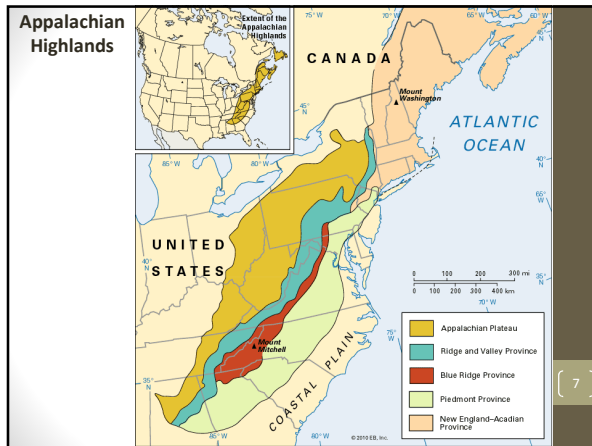 Appalachian
Highlands
Extent of the
Appalachian
Highlands
75° W
70° W
65° W
60° W
45°
N
CANADA
Mount
Washington
45°
N
ATLANTIC
OCEAN
85° W
80° W
40°
N
65°
W
UNITED
STATES
40°
N
0 100 200 300 mi
0 100 200 300 400 km
35°
N
70° W
Mount
Mitchell
75°
W
COASTAL PLAIN
35°
N
85° W
80° W
Appalachian Plateau
Ridge and Valley Province
Blue Ridge Province
Piedmont Province
New England–Acadian
Province
© 2010 EB, Inc.
7